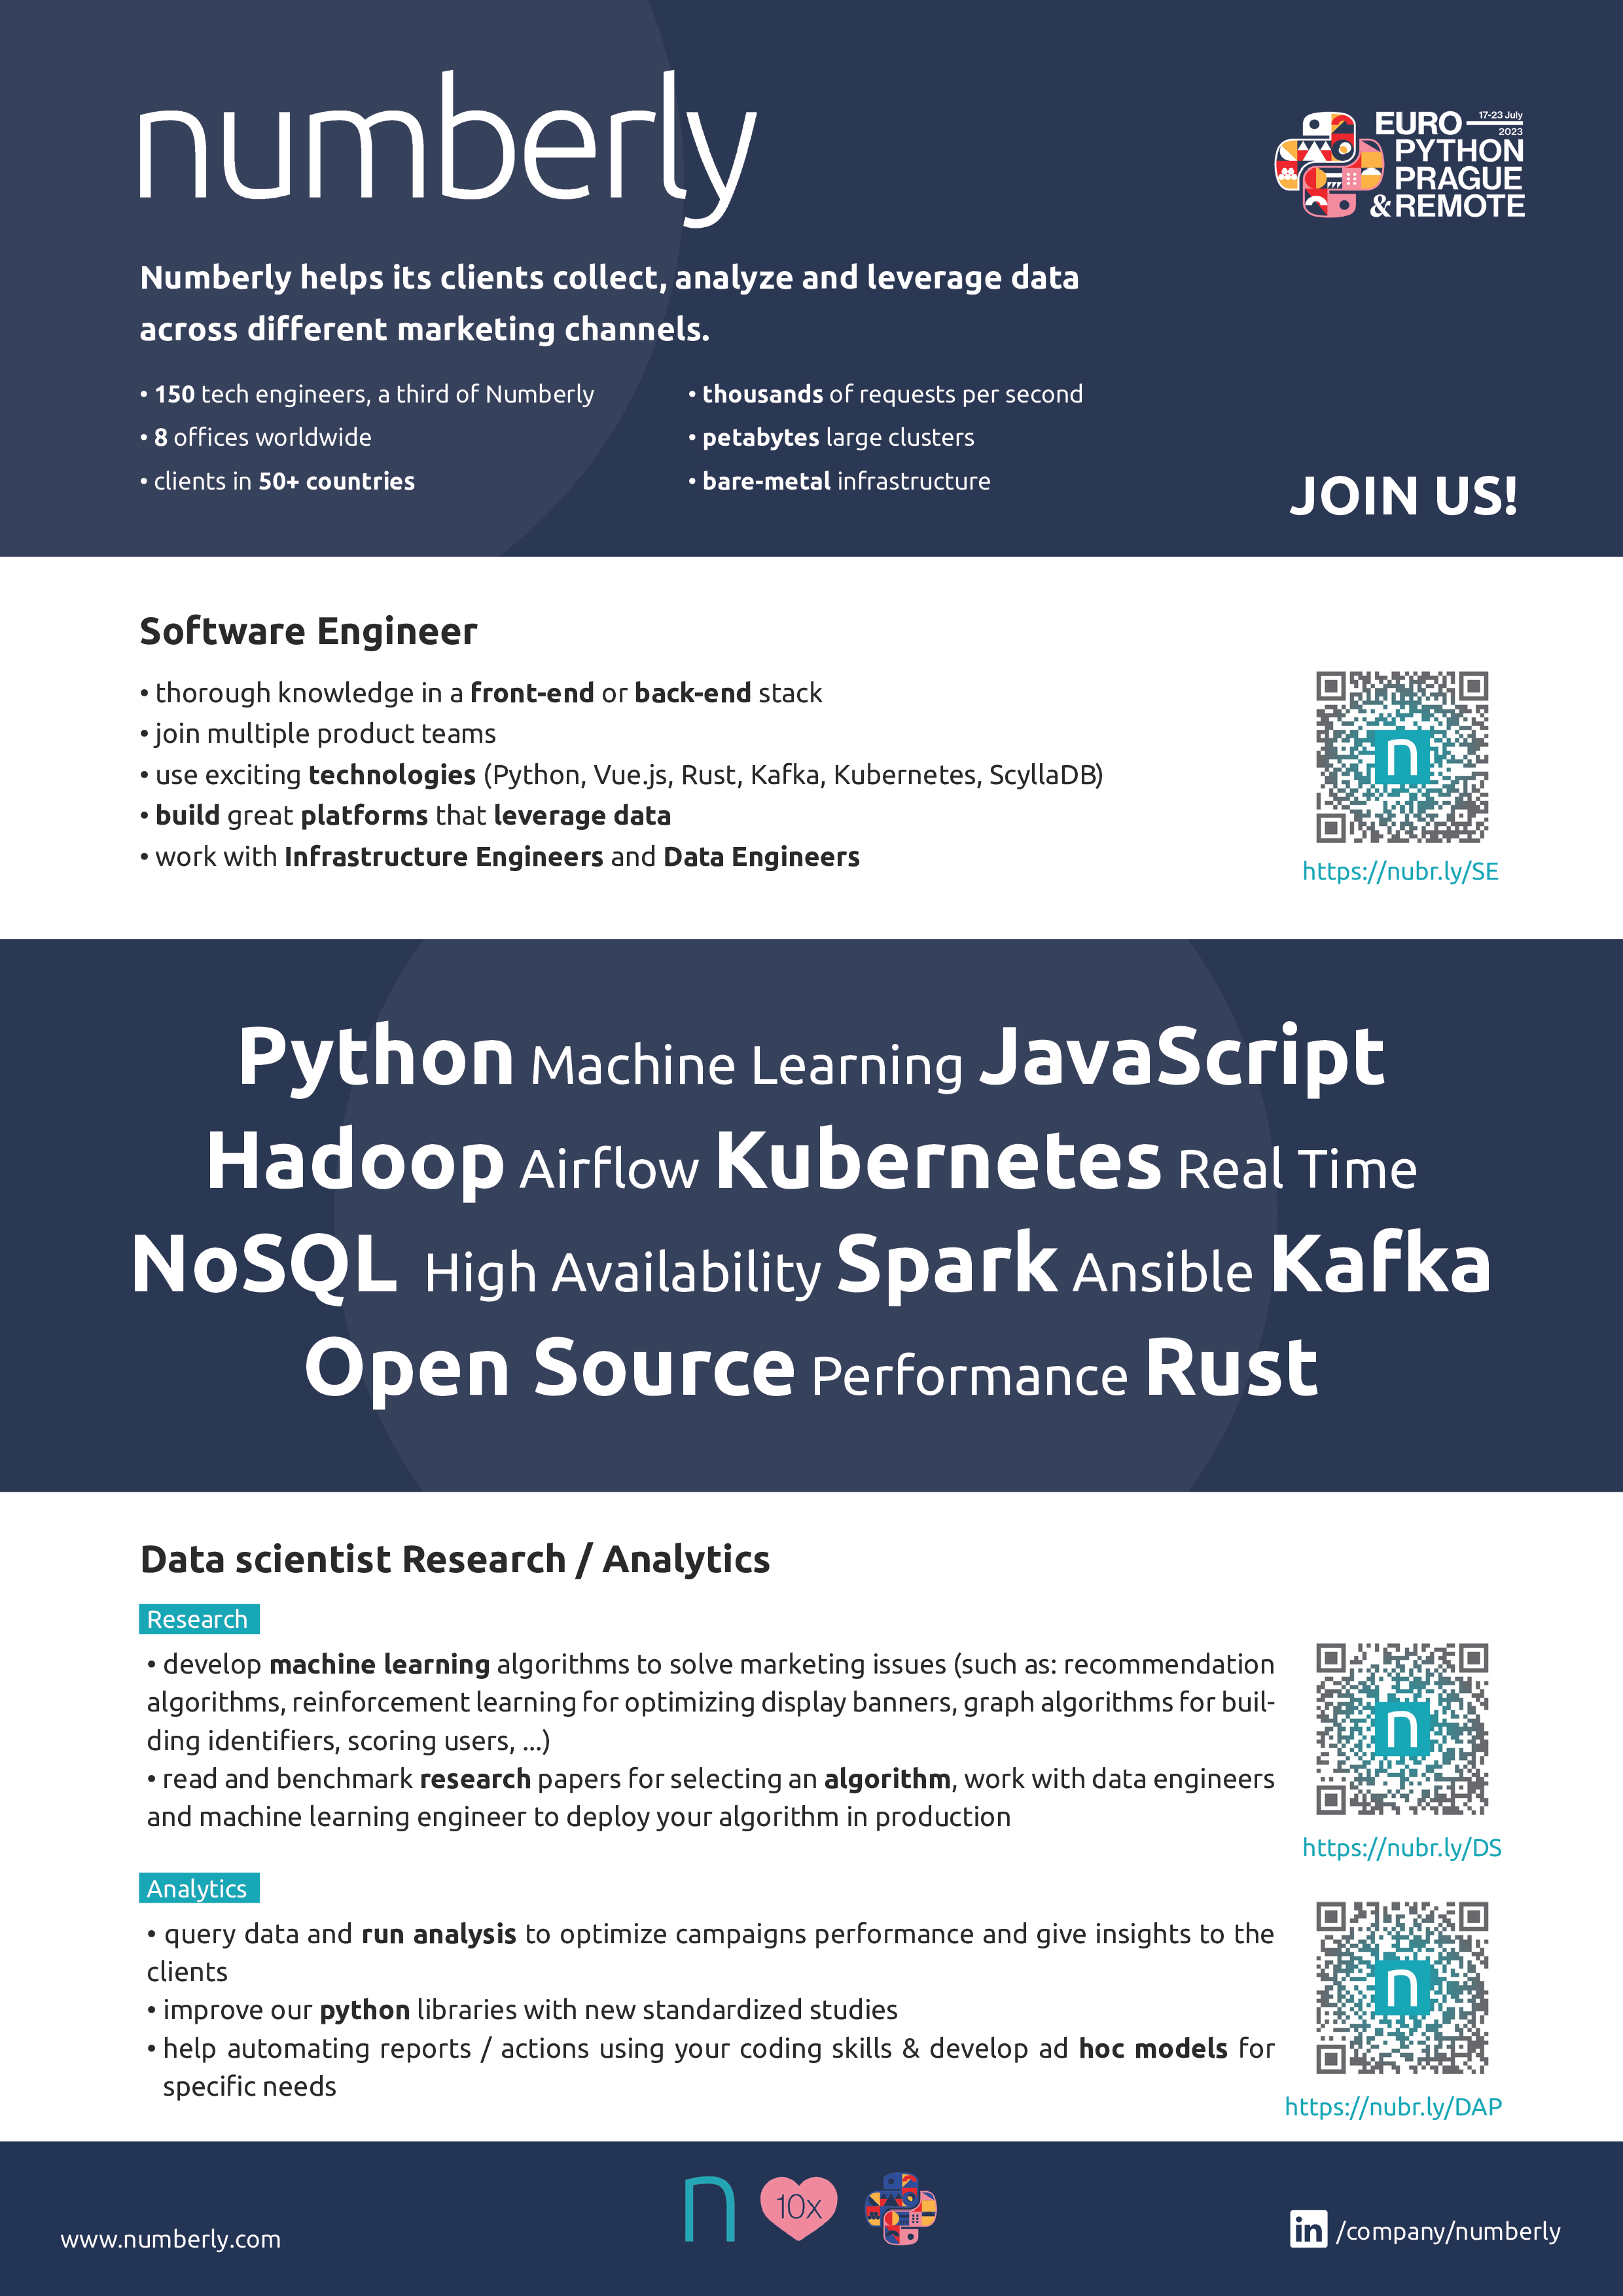 numberly
EURO 17-23 July
2023
PYTHON
PRAGUE
&REMOTE
Numberly helps its clients collect, analyze and leverage data
across different marketing channels.
• 150 tech engineers, a third of Numberly
• 8 offices worldwide
• clients in 50+ countries
• thousands of requests per second
• petabytes large clusters
• bare-metal infrastructure
JOIN US!
Software Engineer
• thorough knowledge in a front-end or back-end stack
• join multiple product teams
• use exciting technologies (Python, Vue.js, Rust, Kafka, Kubernetes, ScyllaDB)
• build great platforms that leverage data
• work with Infrastructure Engineers and Data Engineers
n
https://nubr.ly/SE
Python Machine Learning JavaScript
Hadoop Airflow Kubernetes Real Time
NoSQL High Availability Spark Ansible Kafka
Open Source Performance Rust
Data scientist Research / Analytics
Research
• develop machine learning algorithms to solve marketing issues (such as: recommendation
algorithms, reinforcement learning for optimizing display banners, graph algorithms for buil-
ding identifiers, scoring users, ...)
• read and benchmark research papers for selecting an algorithm, work with data engineers
and machine learning engineer to deploy your algorithm in production
n
https://nubr.ly/DS
Analytics
• query data and run analysis to optimize campaigns performance and give insights to the
clients
• improve our python libraries with new standardized studies
• help automating reports / actions using your coding skills & develop ad hoc models for
specific needs
n
https://nubr.ly/DAP
www.numberly.com
n 10x
in /company/numberly